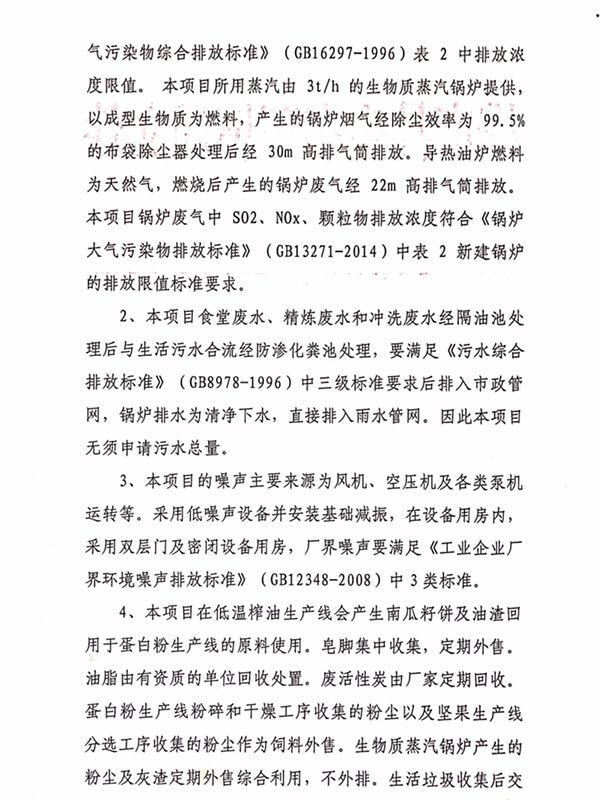 气污染物综合排放标准》（GB16297-1996）表 2 中排放浓
度限值。 本项目所用蒸汽由 3t/h 的生物质蒸汽锅炉提供，
以成型生物质为燃料，产生的锅炉烟气经除尘效率为 99.5%
的布袋除尘器处理后经 30m 高排气筒排放。导热油炉燃料
为天然气，燃烧后产生的锅炉废气经 22m 高排气筒排放。
本项目锅炉废气中 SO2、NOx、颗粒物排放浓度符合《锅炉
大气污染物排放标准》（GB13271-2014）中表 2 新建锅炉
的排放限值标准要求。
2、本项目食堂废水、精炼废水和冲洗废水经隔油池处
理后与生活污水合流经防渗化粪池处理，要满足《污水综合
排放标准》（GB8978-1996）中三级标准要求后排入市政管
网，锅炉排水为清净下水，直接排入雨水管网。因此本项目
无须申请污水总量。
3、本项目的噪声主要来源为风机、空压机及各类泵机
运转等。采用低噪声设备并安装基础减振，在设备用房内，
采用双层门及密闭设备用房，厂界噪声要满足《工业企业厂
界环境噪声排放标准》（GB12348-2008）中 3 类标准。
4、本项目在低温榨油生产线会产生南瓜籽饼及油渣回
用于蛋白粉生产线的原料使用。皂脚集中收集，定期外售。
油脂由有资质的单位回收处置。废活性炭由厂家定期回收。
蛋白粉生产线粉碎和干燥工序收集的粉尘以及坚果生产线
分选工序收集的粉尘作为饲料外售。生物质蒸汽锅炉产生的
粉尘及灰渣定期外售综合利用，不外排。生活垃圾收集后交